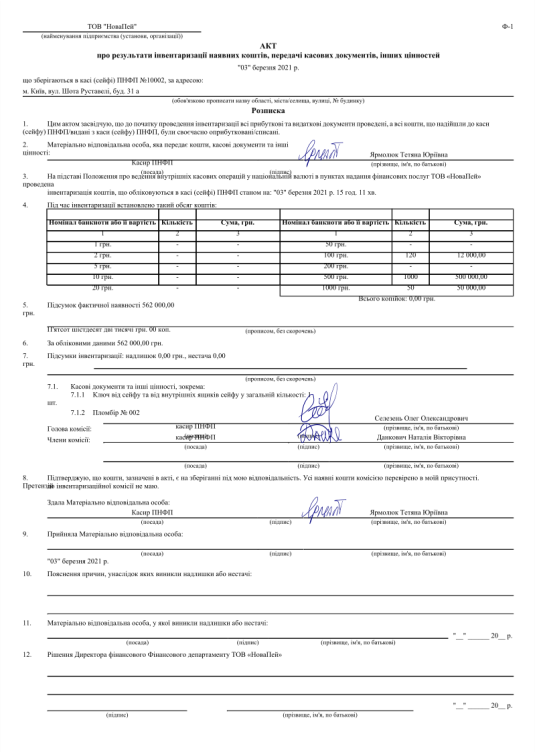 ТОВ "НоваПей" Ф-1
(найменування підприємства (установи, організації))
АКТ
про результати інвентаризації наявних коштів, передачі касових документів, інших цінностей
"03" березня 2021 р.
що зберігаються в касі (сейфі) ПНФП №10002, за адресою:
м. Київ, вул. Шота Руставелі, буд. 31 а
(обов'язково прописати назву області, міста/селища, вулиці, № будинку)
Розписка
1. Цим актом засвідчую, що до початку проведення інвентаризації всі прибуткові та видаткові документи проведені, а всі кошти, що надійшли до каси
(сейфу) ПНФП/видані з каси (сейфу) ПНФП, були своєчасно оприбутковані/списані.
2. Матеріально відповідальна особа, яка передає кошти, касові документи та інші
цінності: Ярмолюк Тетяна Юріївна
Касир ПНФП (прізвище, ім'я, по батькові)
(посада) (підпис)
3. На підставі Положення про ведення внутрішніх касових операцій у національній валюті в пунктах надання фінансових послуг ТОВ «НоваПей»
проведена
інвентаризація коштів, що обліковуються в касі (сейфі) ПНФП станом на: "03" березня 2021 р. 15 год. 11 хв.
4. Під час інвентаризації встановлено такий обсяг коштів:
Номінал банкноти або її вартість Кількість Сума, грн. Номінал банкноти або її вартість Кількість Сума, грн.
1 2 3 1 2 3
1 грн. - - 50 грн. - -
2 грн. - - 100 грн. 120 12 000,00
5 грн. - - 200 грн. - -
10 грн. - - 500 грн. 1000 500 000,00
20 грн. - - 1000 грн. 50 50 000,00
Всього копійок: 0,00 грн.
5. Підсумок фактичної наявності 562 000,00
грн.
П'ятсот шістдесят дві тисячі грн. 00 коп. (прописом, без скорочень)
6. За обліковими даними 562 000,00 грн.
7. Підсумки інвентаризації: надлишок 0,00 грн., нестача 0,00
грн.
(прописом, без скорочень)
7.1. Касові документи та інші цінності, зокрема:
7.1.1 Ключ від сейфу та від внутрішніх ящиків сейфу у загальній кількості:
шт.
7.1.2 Пломбір № 002
Селезень Олег Олександрович
Голова комісії: касир ПНФП (прізвище, ім'я, по батькові)
Члени комісії: касир ПНФП Данкович Наталія Вікторівна
(посада) (підпис) (прізвище, ім'я, по батькові)
(посада) (підпис) (прізвище, ім'я, по батькові)
8. Підтверджую, що кошти, зазначені в акті, є на зберіганні під мою відповідальність. Усі наявні кошти комісією перевірено в моїй присутності.
Претензій до інвентаризаційної комісії не маю.
Здала Матеріально відповідальна особа:
Касир ПНФП Ярмолюк Тетяна Юріївна
(посада) (підпис) (прізвище, ім'я, по батькові)
9. Прийняла Матеріально відповідальна особа:
(посада) (підпис) (прізвище, ім'я, по батькові)
"03" березня 2021 р.
10. Пояснення причин, унаслідок яких виникли надлишки або нестачі:
11. Матеріально відповідальна особа, у якої виникли надлишки або нестачі:
"__" ______ 20__ р.
(посада) (підпис) (прізвище, ім'я, по батькові)
12. Рішення Директора фінансового Фінансового департаменту ТОВ «НоваПей»
"__" ______ 20__ р.
(підпис) (прізвище, ім'я, по батькові)